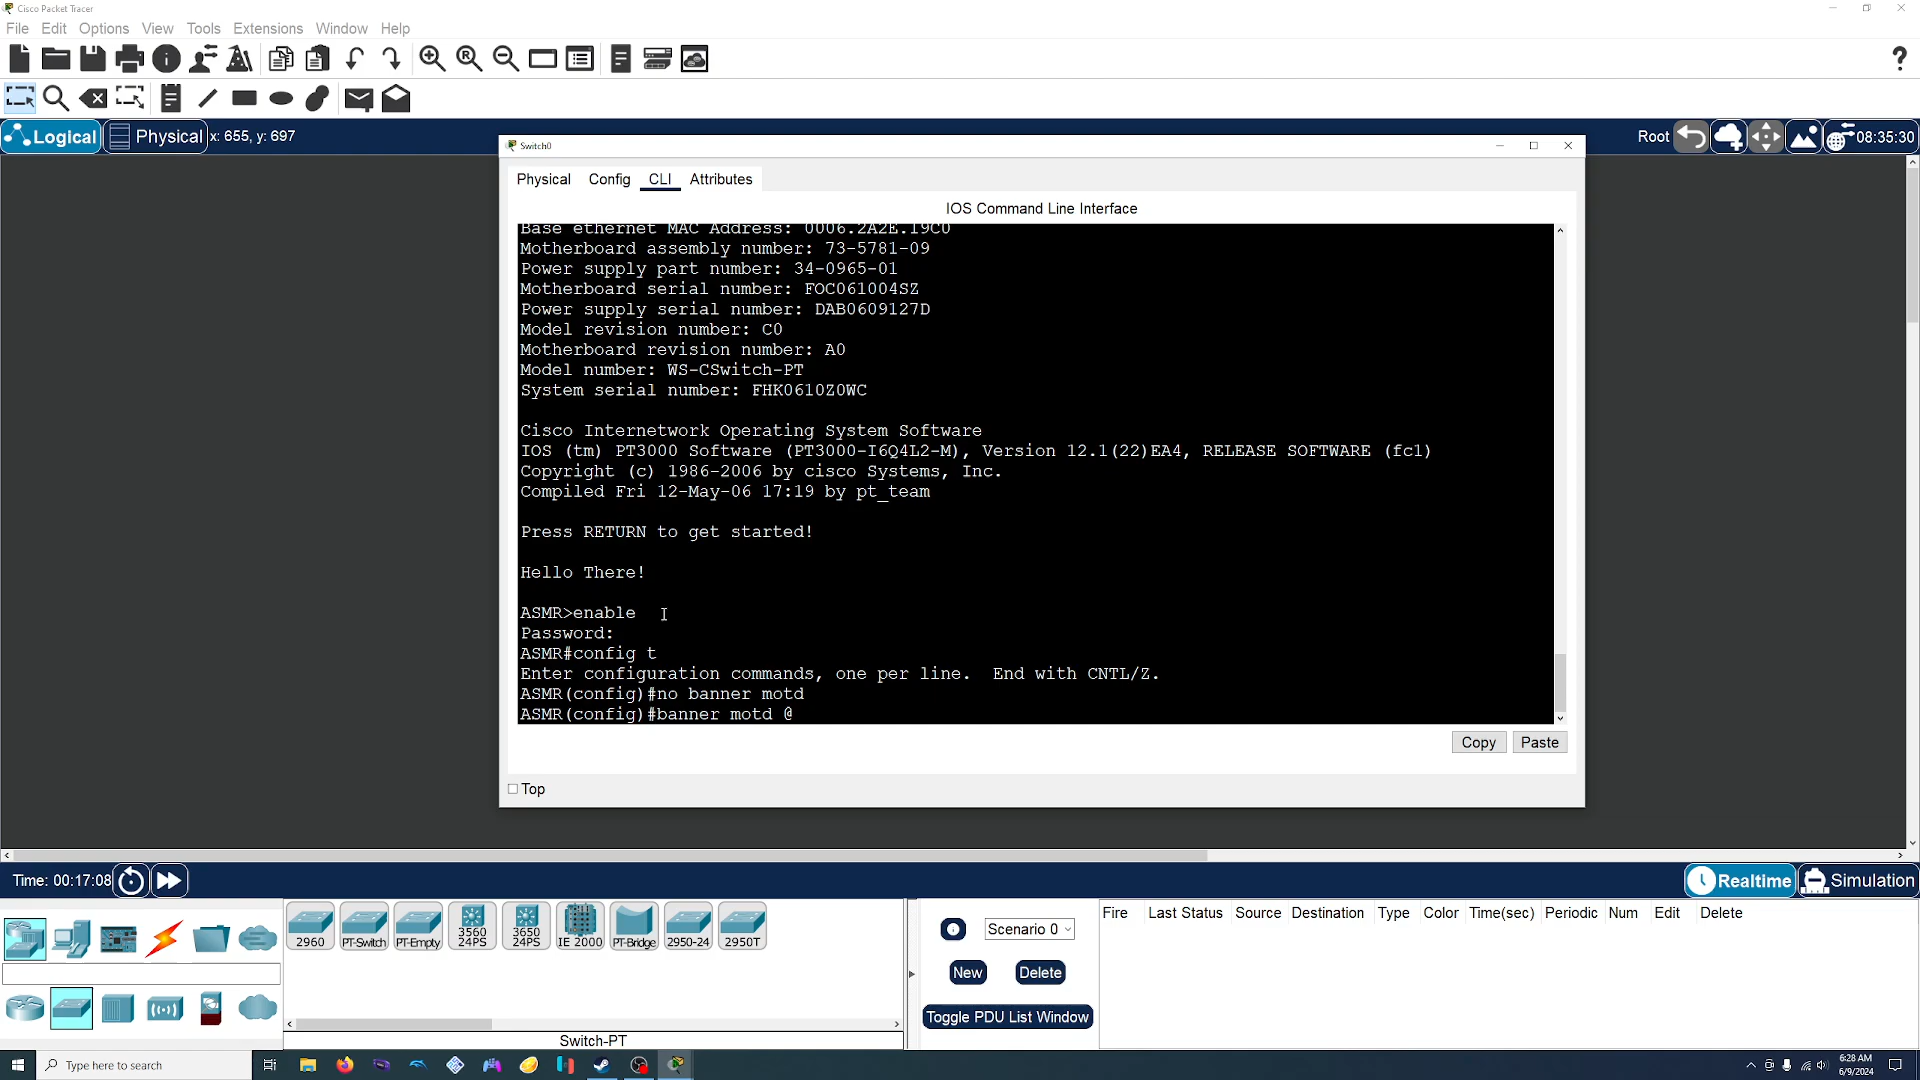 Cisco Packet Tracer
File Edit Options View Tools Extensions Window Help
Logical Physical x: 655, y: 697 Root 08:35:30
Switch0
Physical Config CLI Attributes
IOS Command Line Interface
Base ethernet MAC Address: 0006.2A2E.19C0
Motherboard assembly number: 73-5781-09
Power supply part number: 34-0965-01
Motherboard serial number: FOC061004SZ
Power supply serial number: DAB0609127D
Model revision number: C0
Motherboard revision number: A0
Model number: WS-CSwitch-PT
System serial number: FHK0610Z0WC
Cisco Internetwork Operating System Software
IOS (tm) PT3000 Software (PT3000-I6Q4L2-M), Version 12.1(22)EA4, RELEASE SOFTWARE (fc1)
Copyright (c) 1986-2006 by cisco Systems, Inc.
Compiled Fri 12-May-06 17:19 by pt_team
Press RETURN to get started!
Hello There!
ASMR>enable
Password:
ASMR#config t
Enter configuration commands, one per line.  End with CNTL/Z.
ASMR(config)#no banner motd
ASMR(config)#banner motd @
Copy Paste
Top
Time: 00:17:08 Realtime Simulation
2960 PT-Switch PT-Empty 3560 24PS 3650 24PS IE 2000 PT-Bridge 2950-24 2950T
Switch-PT
Scenario 0
New Delete
Toggle PDU List Window
Fire Last Status Source Destination Type Color Time(sec) Periodic Num Edit Delete
Type here to search
6:28 AM
6/9/2024